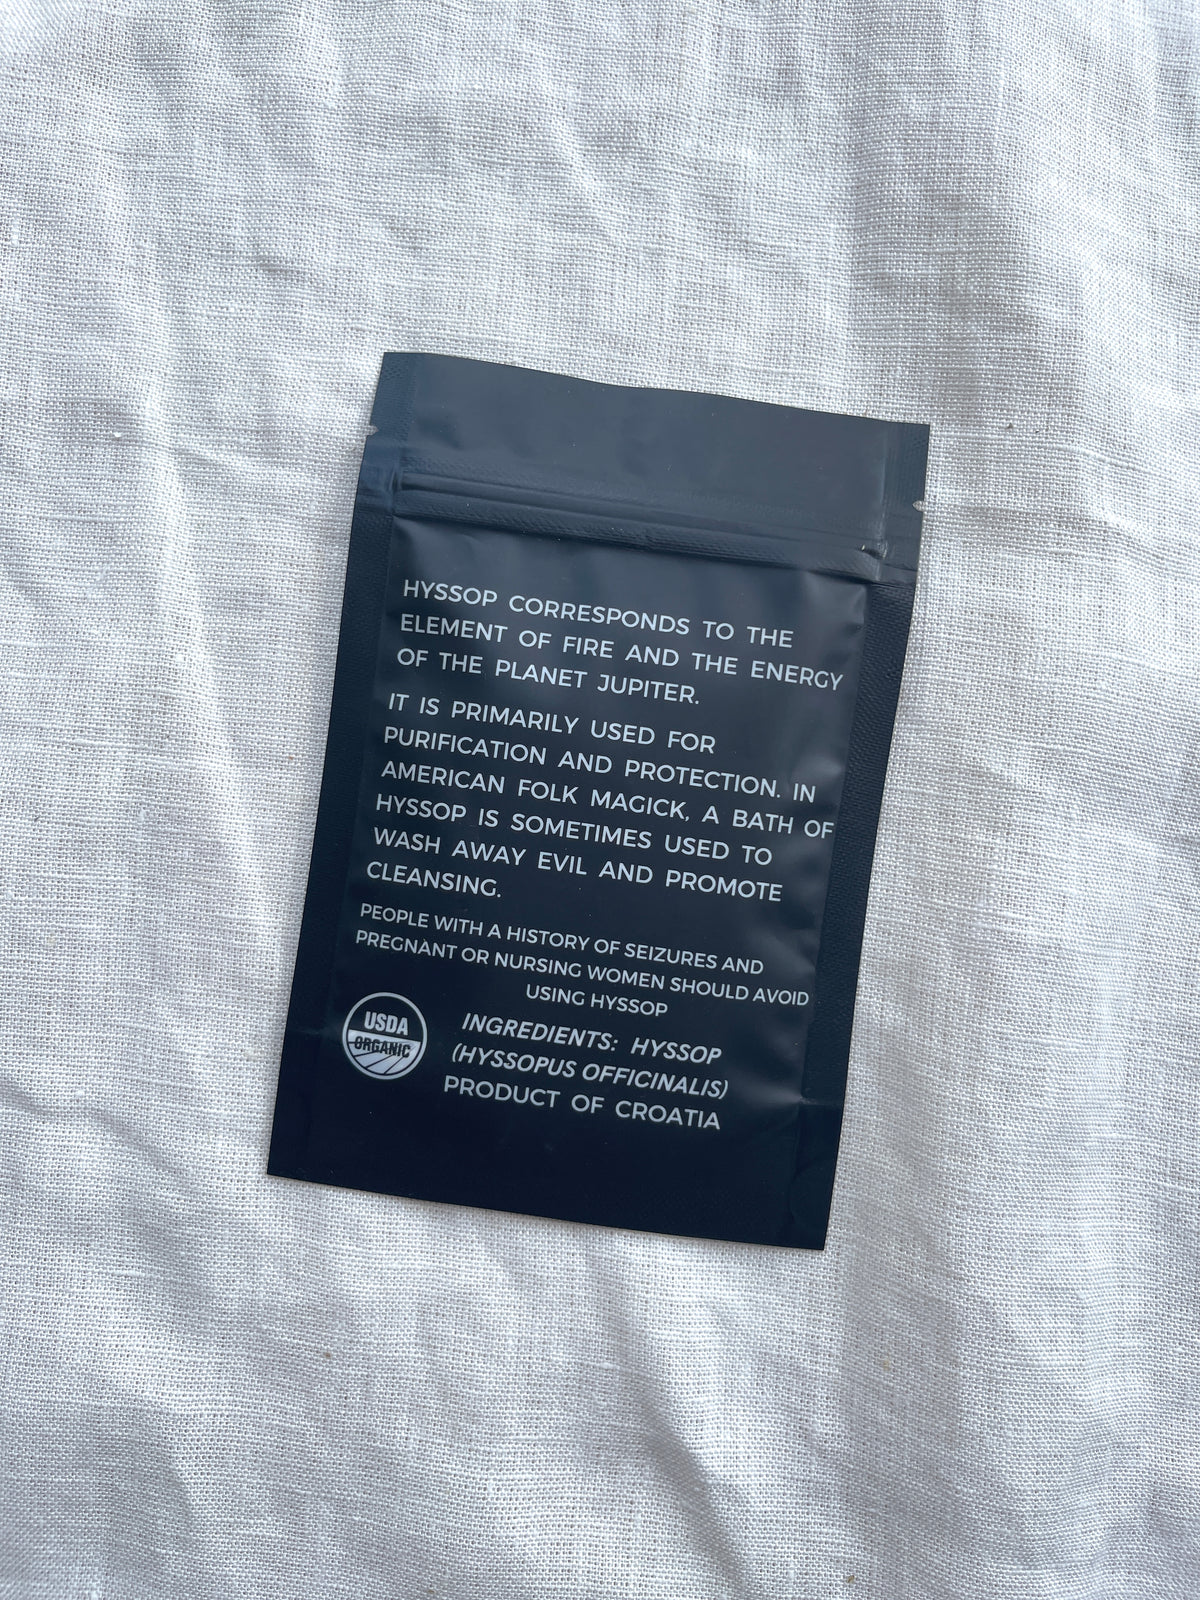 HYSSOP CORRESPONDS TO THE
ELEMENT OF FIRE AND THE ENERGY
OF THE PLANET JUPITER.
IT IS PRIMARILY USED FOR
PURIFICATION AND PROTECTION. IN
AMERICAN FOLK MAGICK, A BATH OF
HYSSOP IS SOMETIMES USED TO
WASH AWAY EVIL AND PROMOTE
CLEANSING.
PEOPLE WITH A HISTORY OF SEIZURES AND
PREGNANT OR NURSING WOMEN SHOULD AVOID
USING HYSSOP
USDA
ORGANIC
INGREDIENTS: HYSSOP
(HYSSOPUS OFFICINALIS)
PRODUCT OF CROATIA